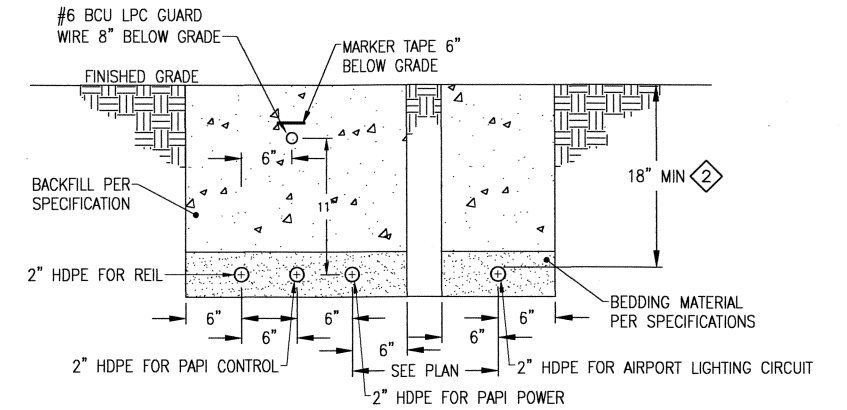 #6 BCU LPC GUARD
WIRE 8" BELOW GRADE
MARKER TAPE 6"
BELOW GRADE
FINISHED GRADE
6"
11"
18" MIN 2
BACKFILL PER
SPECIFICATION
2" HDPE FOR REIL
BEDDING MATERIAL
PER SPECIFICATIONS
6" 6" 6" 6"
6" 6"
6"
2" HDPE FOR PAPI CONTROL
SEE PLAN
2" HDPE FOR AIRPORT LIGHTING CIRCUIT
2" HDPE FOR PAPI POWER